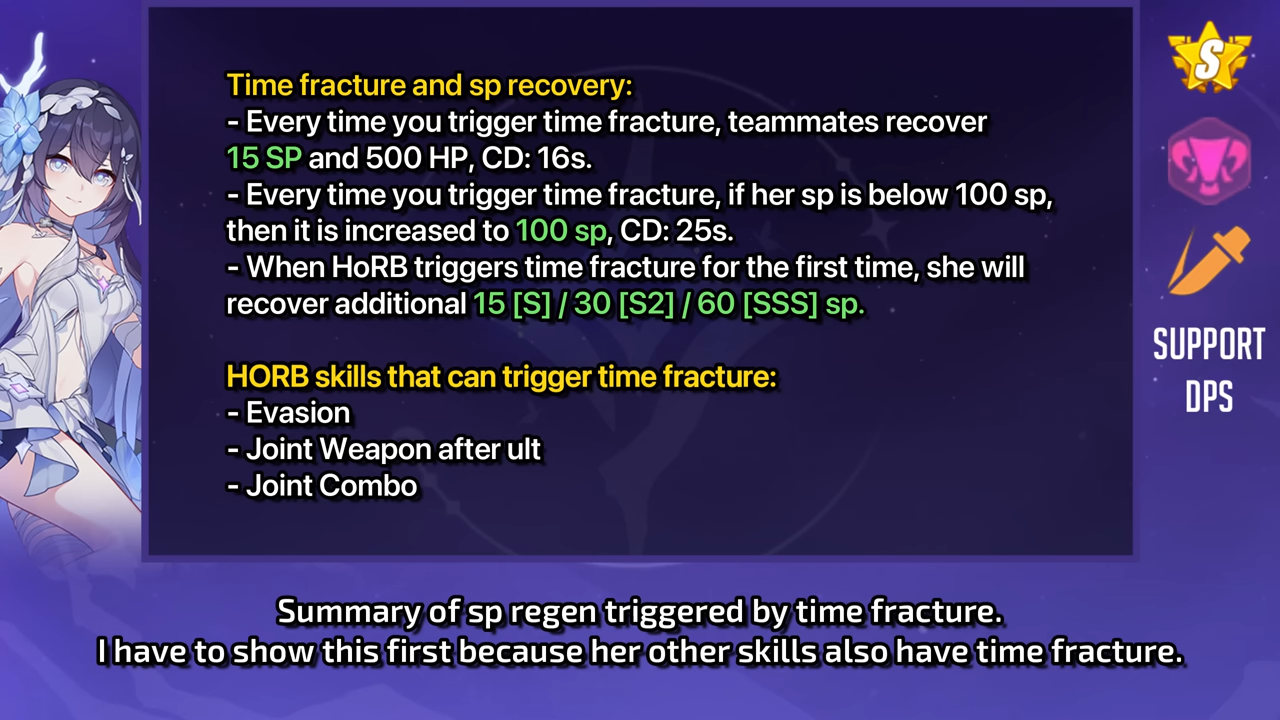 Time fracture and sp recovery:
- Every time you trigger time fracture, teammates recover
15 SP and 500 HP, CD: 16s.
- Every time you trigger time fracture, if her sp is below 100 sp,
then it is increased to 100 sp, CD: 25s.
- When HoRB triggers time fracture for the first time, she will
recover additional 15 [S] / 30 [S2] / 60 [SSS] sp.
HORB skills that can trigger time fracture:
- Evasion
- Joint Weapon after ult
- Joint Combo
S
SUPPORT
DPS
Summary of sp regen triggered by time fracture.
I have to show this first because her other skills also have time fracture.